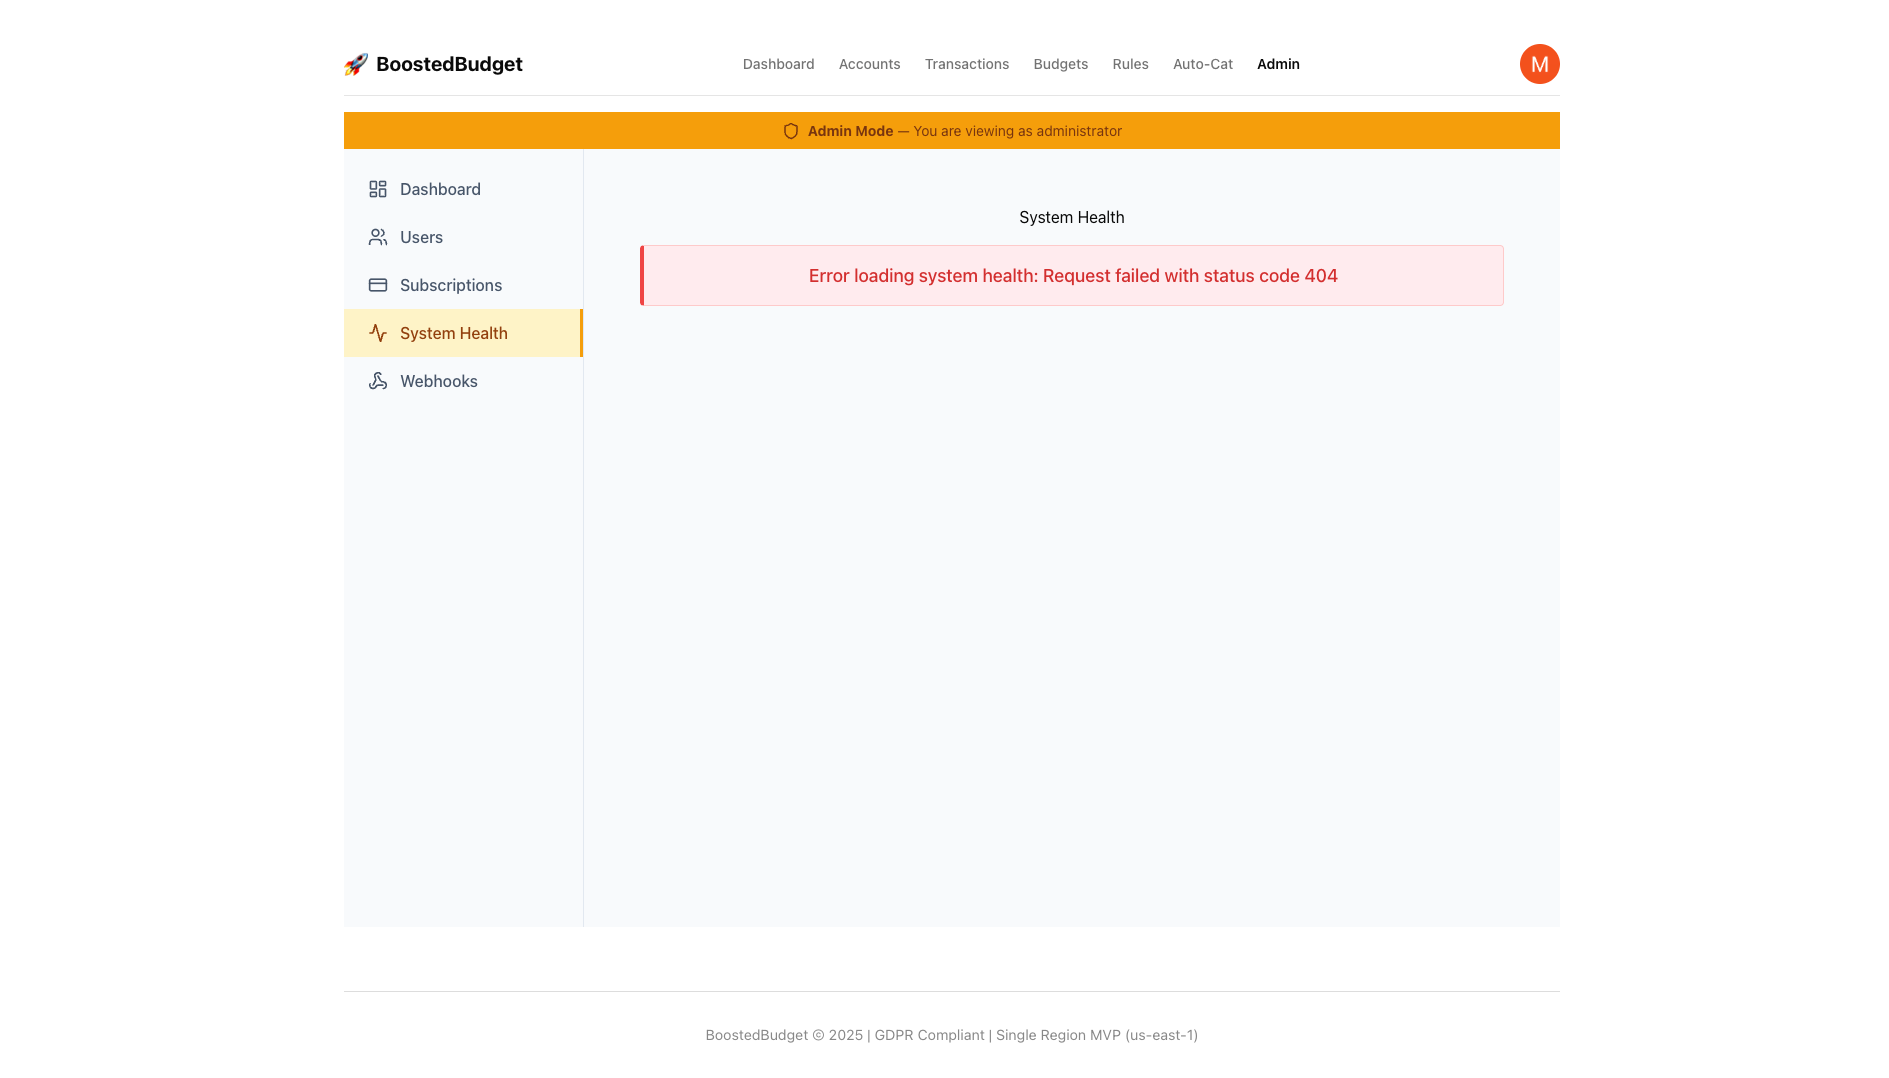 BoostedBudget
Dashboard
Accounts
Transactions
Budgets
Rules
Auto-Cat
Admin
M
Admin Mode — You are viewing as administrator
Dashboard
Users
Subscriptions
System Health
Webhooks
System Health
Error loading system health: Request failed with status code 404
BoostedBudget © 2025 | GDPR Compliant | Single Region MVP (us-east-1)